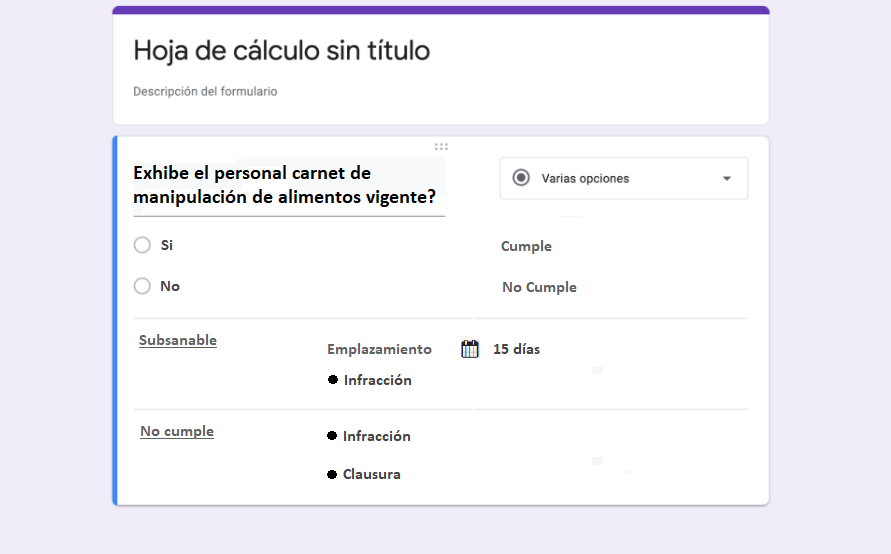 Hoja de cálculo sin título
Descripción del formulario
Exhibe el personal carnet de
manipulación de alimentos vigente?
Varias opciones
Si
Cumple
No
No Cumple
Subsanable
Emplazamiento
15 días
Infracción
No cumple
Infracción
Clausura